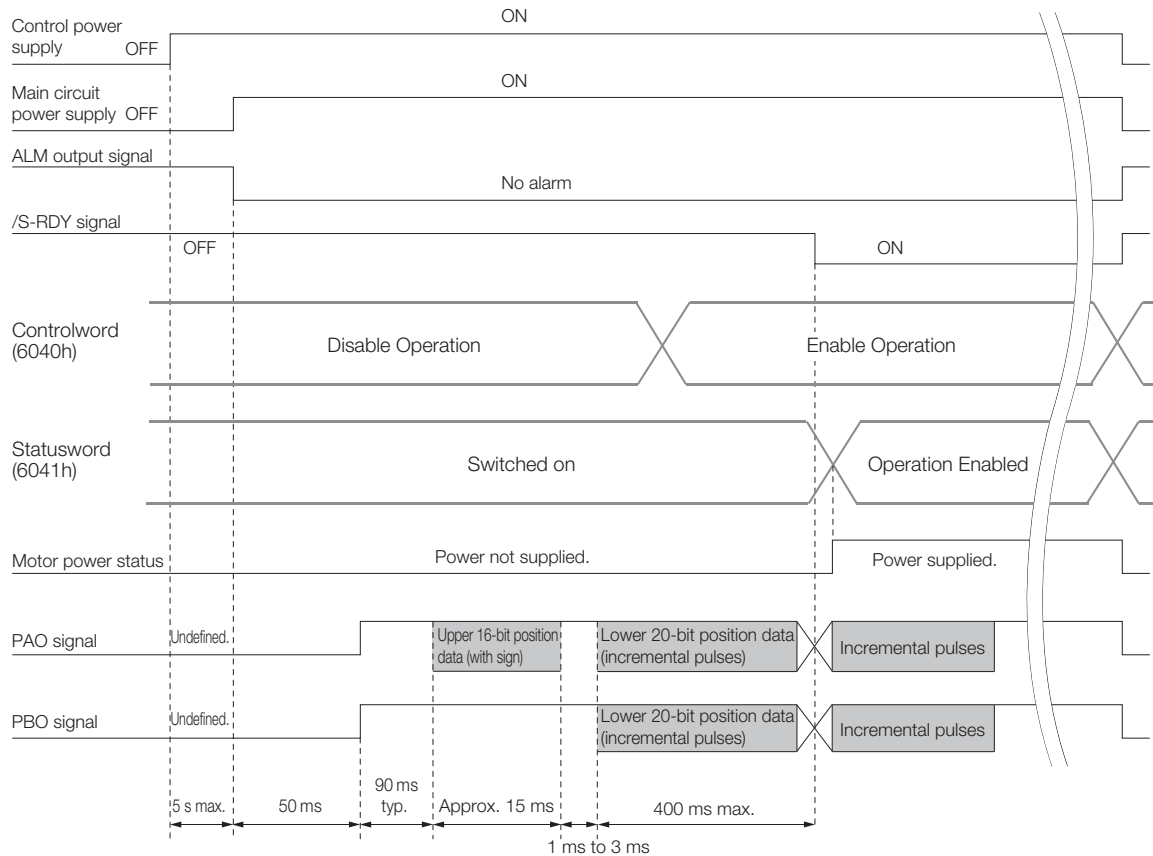 ON
Control power
supply OFF
ON
Main circuit
power supply OFF
ALM output signal
No alarm
/S-RDY signal
OFF
ON
Controlword
(6040h)
Disable Operation
Enable Operation
Statusword
(6041h)
Switched on
Operation Enabled
Motor power status
Power not supplied.
Power supplied.
PAO signal
Undefined.
Upper 16-bit position
data (with sign)
Lower 20-bit position data
(incremental pulses)
Incremental pulses
PBO signal
Undefined.
Lower 20-bit position data
(incremental pulses)
Incremental pulses
5 s max.
50 ms
90 ms
typ.
Approx. 15 ms
400 ms max.
1 ms to 3 ms